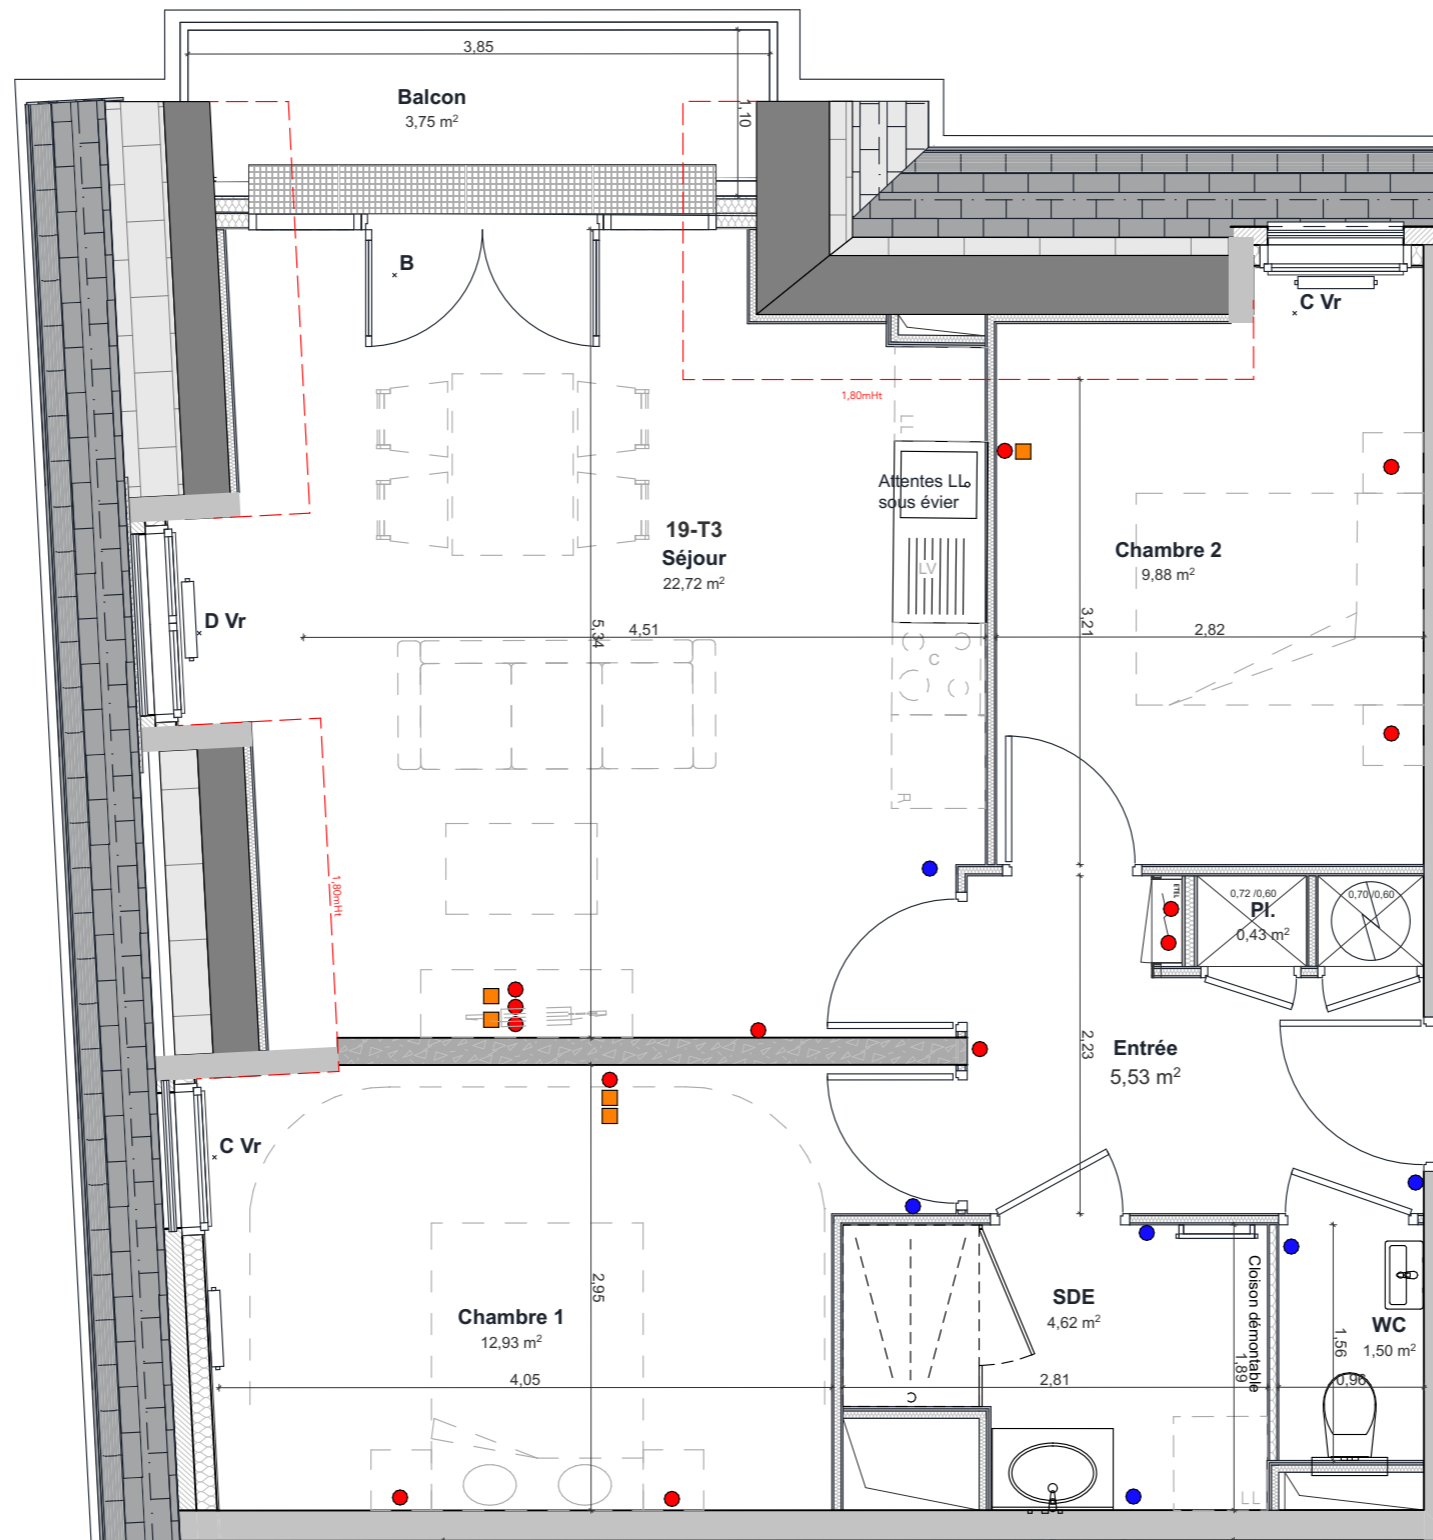 3,85
Balcon
3,75 m²
1,10
B
C Vr
1,80mHt
LL
Attentes LL
sous évier
19-T3
Séjour
22,72 m²
LV
Chambre 2
9,88 m²
D Vr
5,34
4,51
3,21
2,82
C
R
1,80mHt
ETEL
0,72 /0,60
Pl.
0,43 m²
0,70 /0,60
2,23
Entrée
5,53 m²
C Vr
2,95
Chambre 1
12,93 m²
4,05
SDE
4,62 m²
2,81
Cloison démontable
1,89
1,56
WC
1,50 m²
0,96
LL